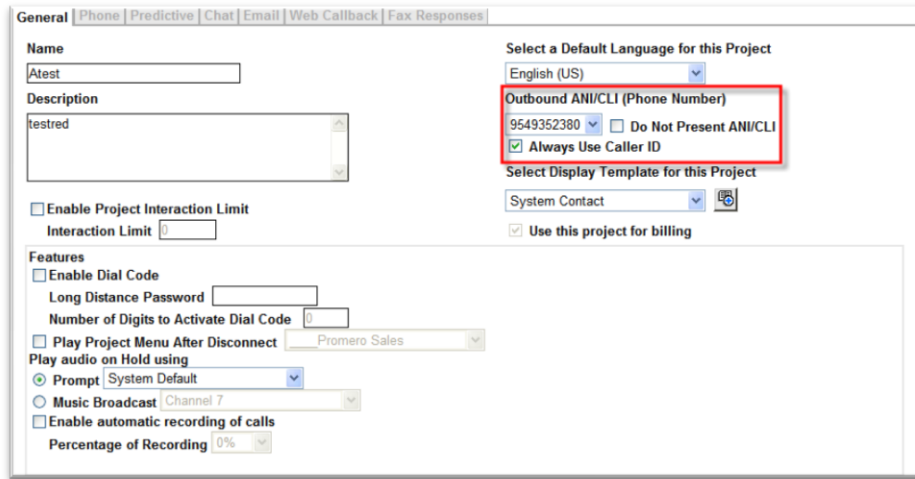 General Phone Predictive Chat Email Web Callback Fax Responses
Name
Atest
Description
testred
Enable Project Interaction Limit
Interaction Limit 0
Select a Default Language for this Project
English (US)
Outbound ANI/CLI (Phone Number)
9549352380 Do Not Present ANI/CLI
Always Use Caller ID
Select Display Template for this Project
System Contact
Use this project for billing
Features
Enable Dial Code
Long Distance Password
Number of Digits to Activate Dial Code 0
Play Project Menu After Disconnect ____Promero Sales
Play audio on Hold using
Prompt System Default
Music Broadcast Channel 7
Enable automatic recording of calls
Percentage of Recording 0%